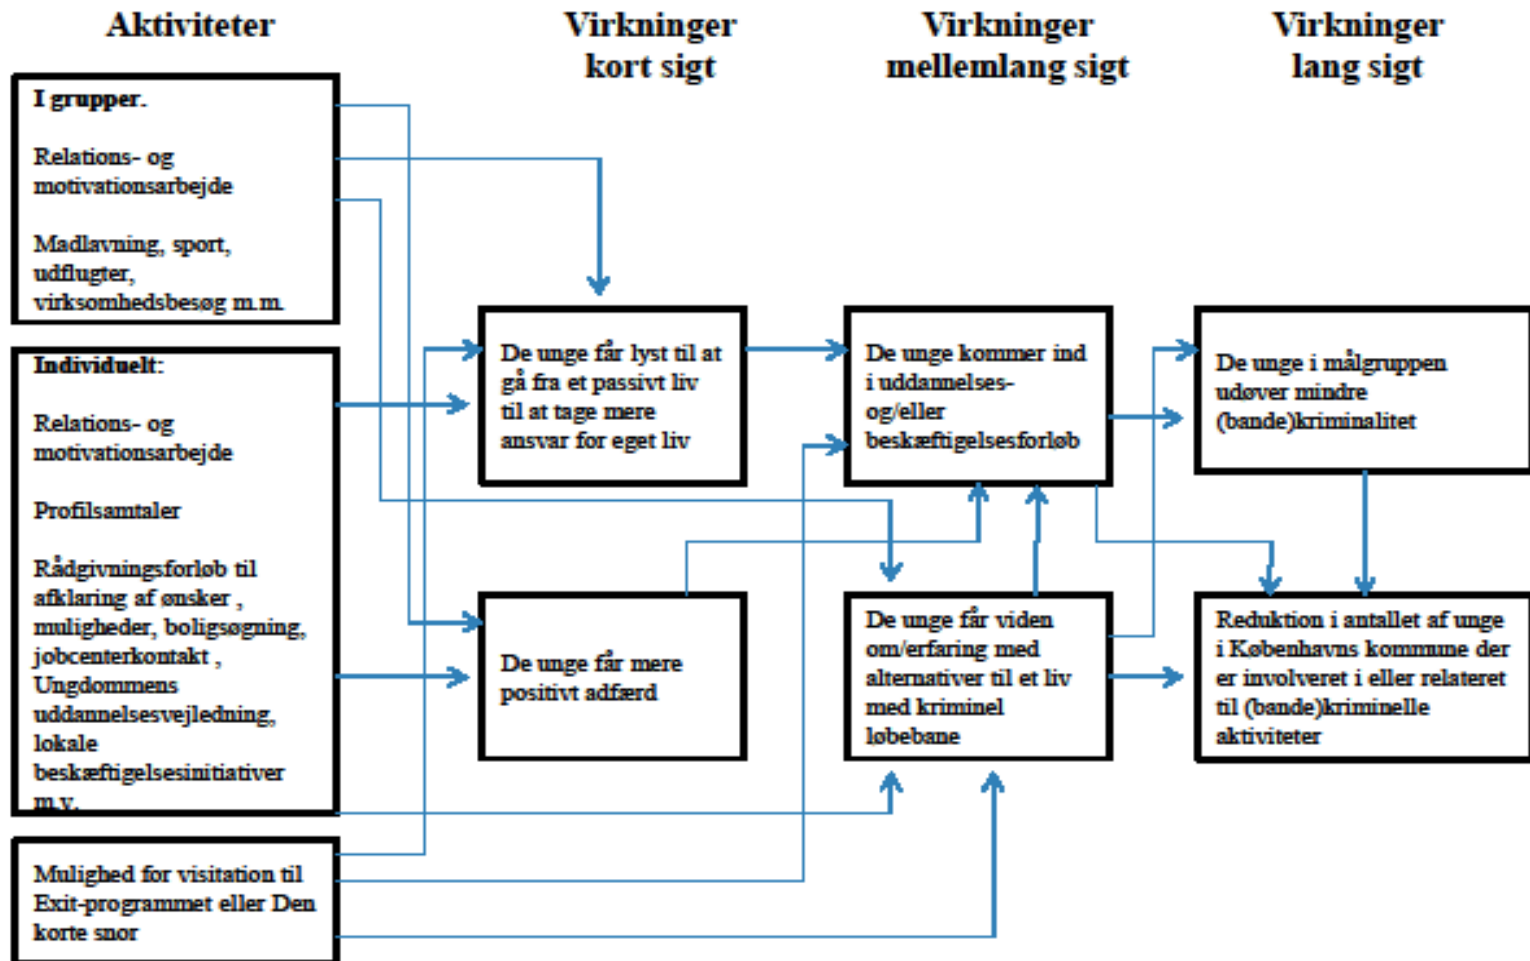 Aktiviteter
Virkninger
kort sigt
Virkninger
mellemlang sigt
Virkninger
lang sigt
I grupper.
Relations- og
motivationsarbejde
Madlavning, sport,
udflugter,
virksomhedsbesøg m.m.
Individuelt:
Relations- og
motivationsarbejde
Profilsamtaler
Rådgivningsforløb til
afklaring af ønsker ,
muligheder, boligsøgning,
jobcenterkontakt ,
Ungdommens
uddannelsesvejledning,
lokale
beskæftigelsesinitiativer
m.v.
Mulighed for visitation til
Exit-programmet eller Den
korte snor
De unge får lyst til at
gå fra et passivt liv
til at tage mere
ansvar for eget liv
De unge får mere
positivt adfærd
De unge kommer ind
i uddannelses-
og/eller
beskæftigelsesforløb
De unge får viden
om/erfaring med
alternativer til et liv
med kriminel
løbebane
De unge i målgruppen
udøver mindre
(bande)kriminalitet
Reduktion i antallet af unge
i Københavns kommune der
er involveret i eller relateret
til (bande)kriminelle
aktiviteter